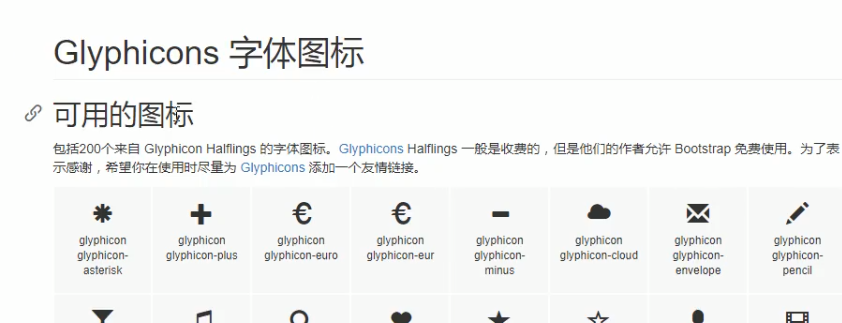 Glyphicons 字体图标
可用的图标
包括200个来自 Glyphicon Halflings 的字体图标。Glyphicons Halflings 一般是收费的，但是他们的作者允许 Bootstrap 免费使用。为了表
示感谢，希望你在使用时尽量为 Glyphicons 添加一个友情链接。
glyphicon glyphicon-asterisk
glyphicon glyphicon-plus
glyphicon glyphicon-euro
glyphicon glyphicon-eur
glyphicon glyphicon-minus
glyphicon glyphicon-cloud
glyphicon glyphicon-envelope
glyphicon glyphicon-pencil